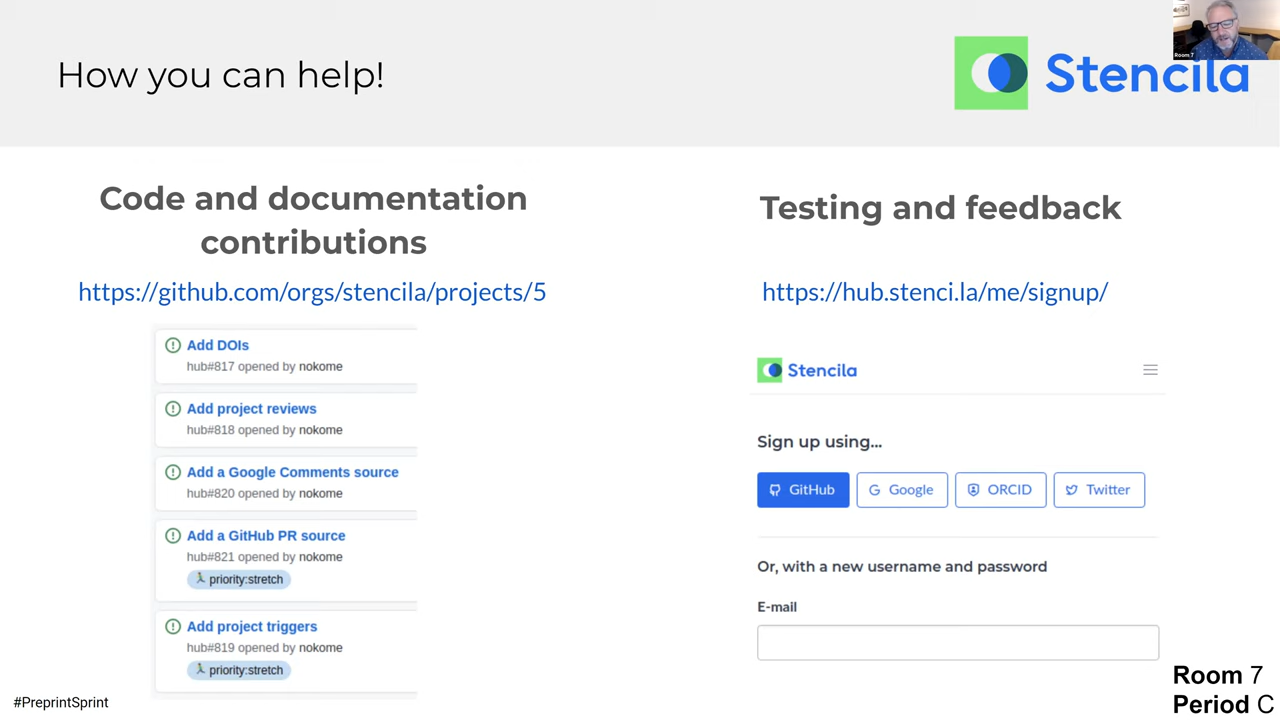 How you can help!
Stencila
Room 7
Code and documentation
contributions
https://github.com/orgs/stencila/projects/5
Add DOIs
hub#817 opened by nokome
Add project reviews
hub#818 opened by nokome
Add a Google Comments source
hub#820 opened by nokome
Add a GitHub PR source
hub#821 opened by nokome
priority:stretch
Add project triggers
hub#819 opened by nokome
priority:stretch
Testing and feedback
https://hub.stenci.la/me/signup/
Stencila
Sign up using...
GitHub
Google
ORCID
Twitter
Or, with a new username and password
E-mail
#PreprintSprint
Room 7
Period C